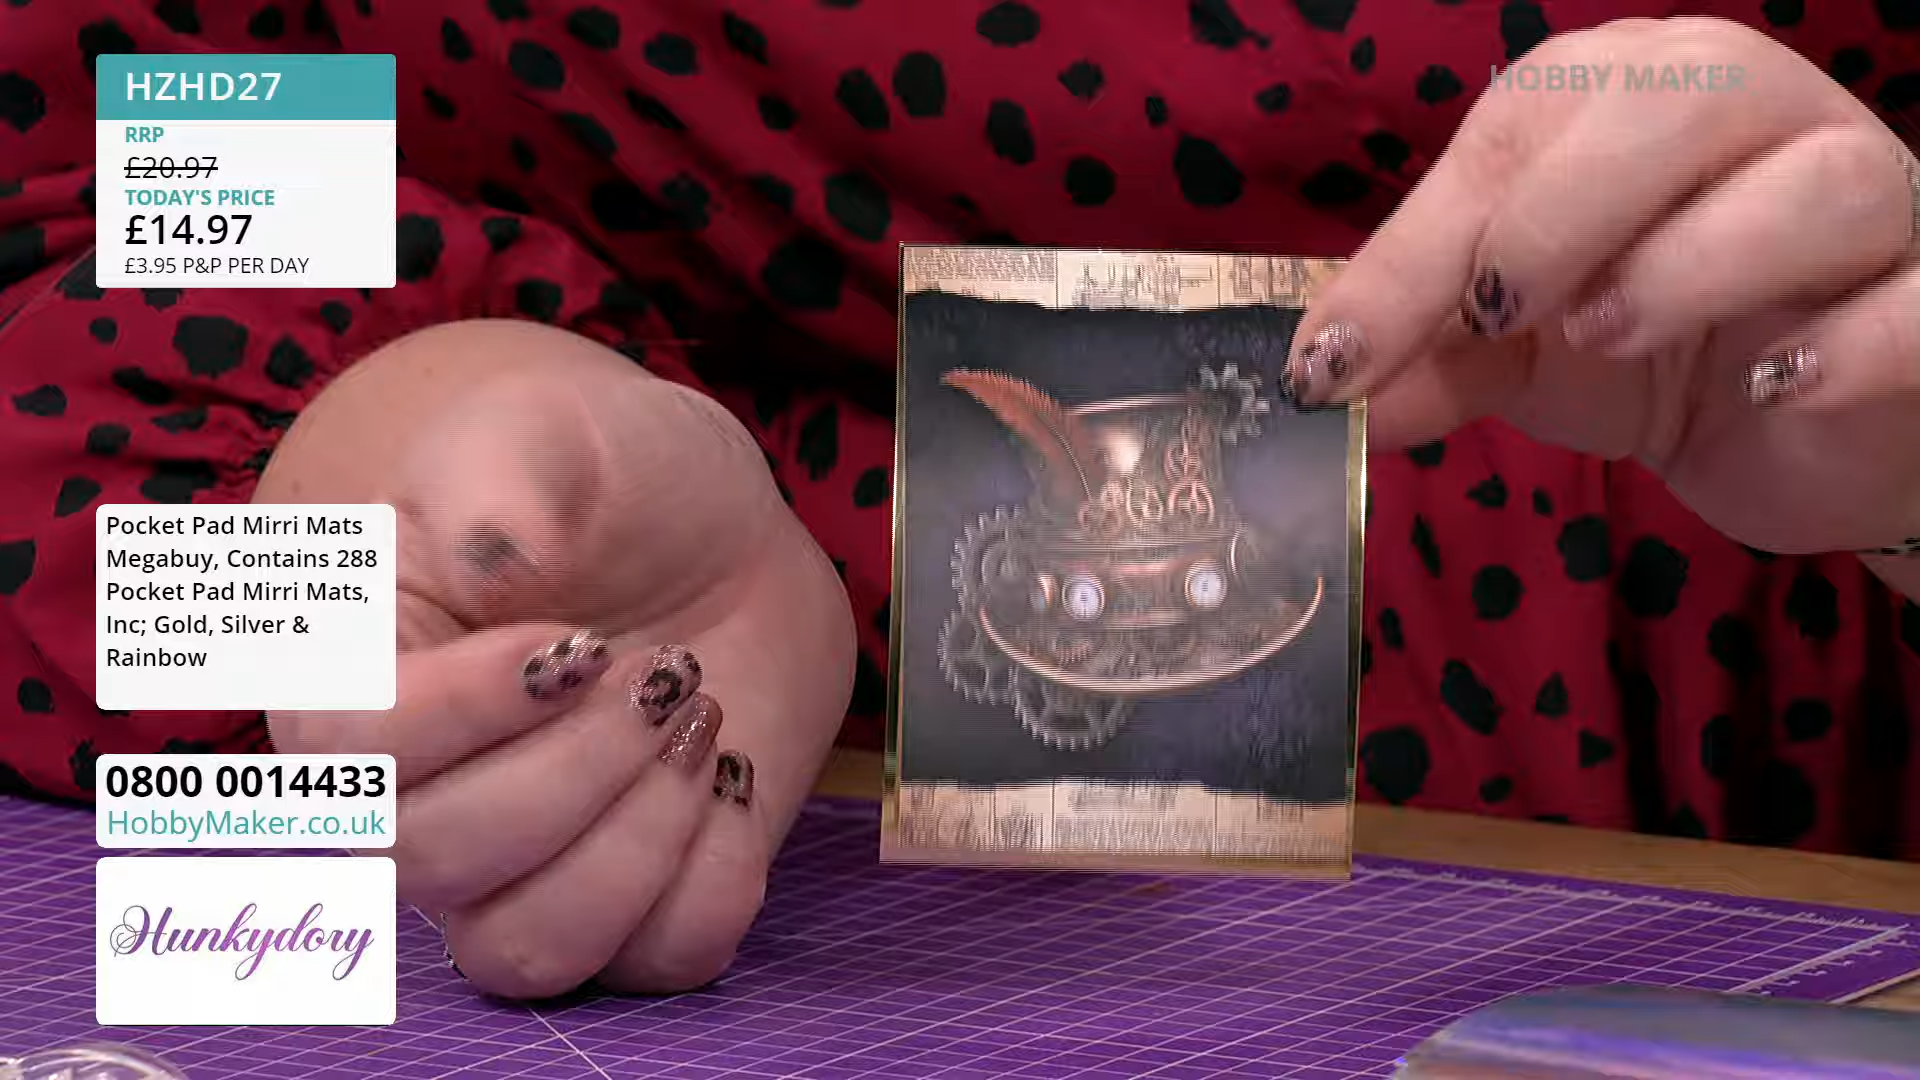 HZHD27
RRP
£20.97
TODAY'S PRICE
£14.97
£3.95 P&P PER DAY
HOBBY MAKER
Pocket Pad Mirri Mats
Megabuy, Contains 288
Pocket Pad Mirri Mats,
Inc; Gold, Silver &
Rainbow
0800 0014433
HobbyMaker.co.uk
Hunkydory